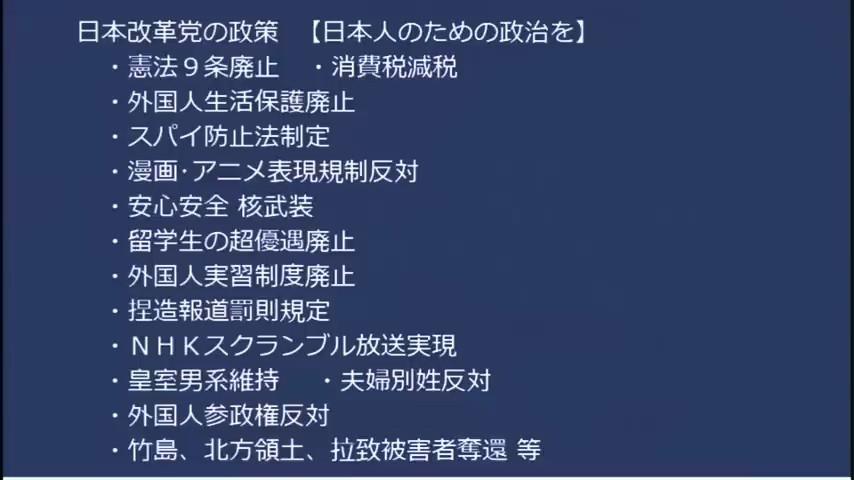 日本改革党の政策 【日本人のための政治を】
・憲法９条廃止 ・消費税減税
・外国人生活保護廃止
・スパイ防止法制定
・漫画･アニメ表現規制反対
・安心安全 核武装
・留学生の超優遇廃止
・外国人実習制度廃止
・捏造報道罰則規定
・ＮＨＫスクランブル放送実現
・皇室男系維持 ・夫婦別姓反対
・外国人参政権反対
・竹島、北方領土、拉致被害者奪還 等